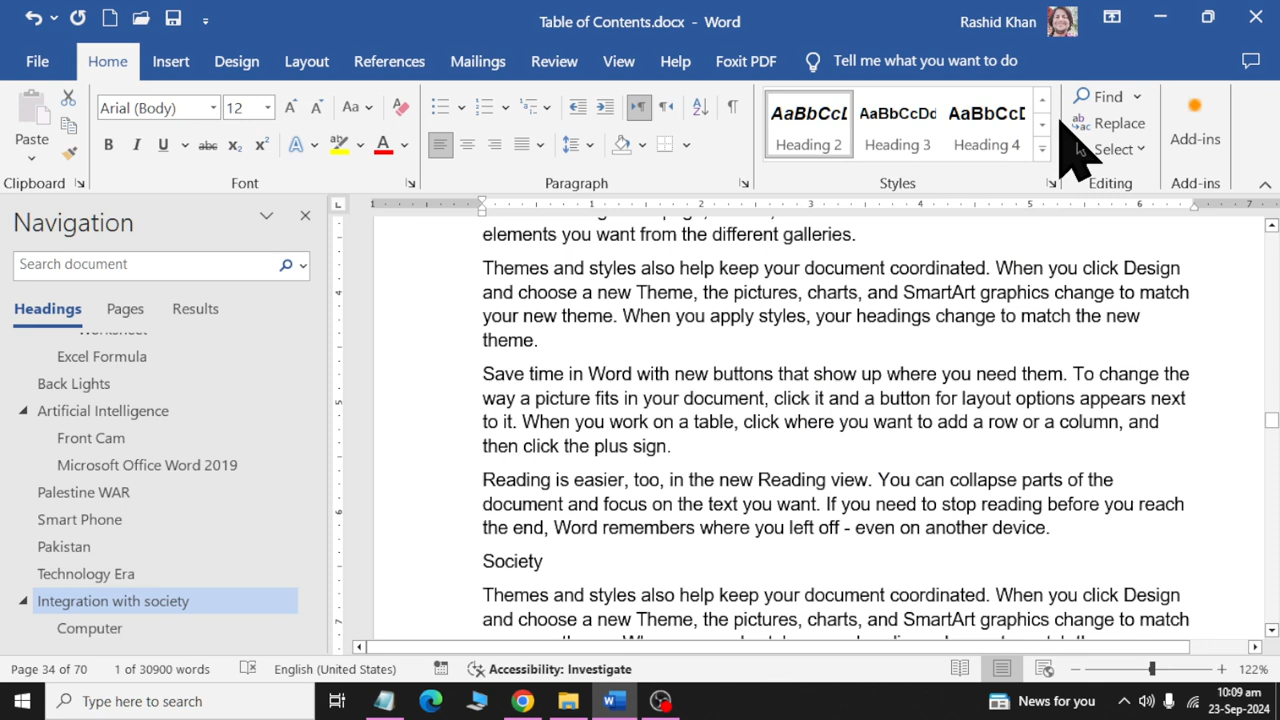 Table of Contents.docx - Word
Rashid Khan
File Home Insert Design Layout References Mailings Review View Help Foxit PDF Tell me what you want to do
Paste
Clipboard
Arial (Body) 12
Aa
B I U abc x₂ x² A A
Font
Paragraph
AaBbCcL AaBbCcDd AaBbCcD
Heading 2 Heading 3 Heading 4
Styles
Find
Replace
Select
Editing
Add-ins
Add-ins
Navigation
Search document
Headings Pages Results
Excel Formula
Back Lights
Artificial Intelligence
Front Cam
Microsoft Office Word 2019
Palestine WAR
Smart Phone
Pakistan
Technology Era
Integration with society
Computer
1 1 2 3 4 5 6 7
elements you want from the different galleries.
Themes and styles also help keep your document coordinated. When you click Design
and choose a new Theme, the pictures, charts, and SmartArt graphics change to match
your new theme. When you apply styles, your headings change to match the new
theme.
Save time in Word with new buttons that show up where you need them. To change the
way a picture fits in your document, click it and a button for layout options appears next
to it. When you work on a table, click where you want to add a row or a column, and
then click the plus sign.
Reading is easier, too, in the new Reading view. You can collapse parts of the
document and focus on the text you want. If you need to stop reading before you reach
the end, Word remembers where you left off - even on another device.
Society
Themes and styles also help keep your document coordinated. When you click Design
and choose a new Theme, the pictures, charts, and SmartArt graphics change to match
Page 34 of 70 1 of 30900 words English (United States) Accessibility: Investigate 122%
Type here to search
News for you
10:09 am
23-Sep-2024